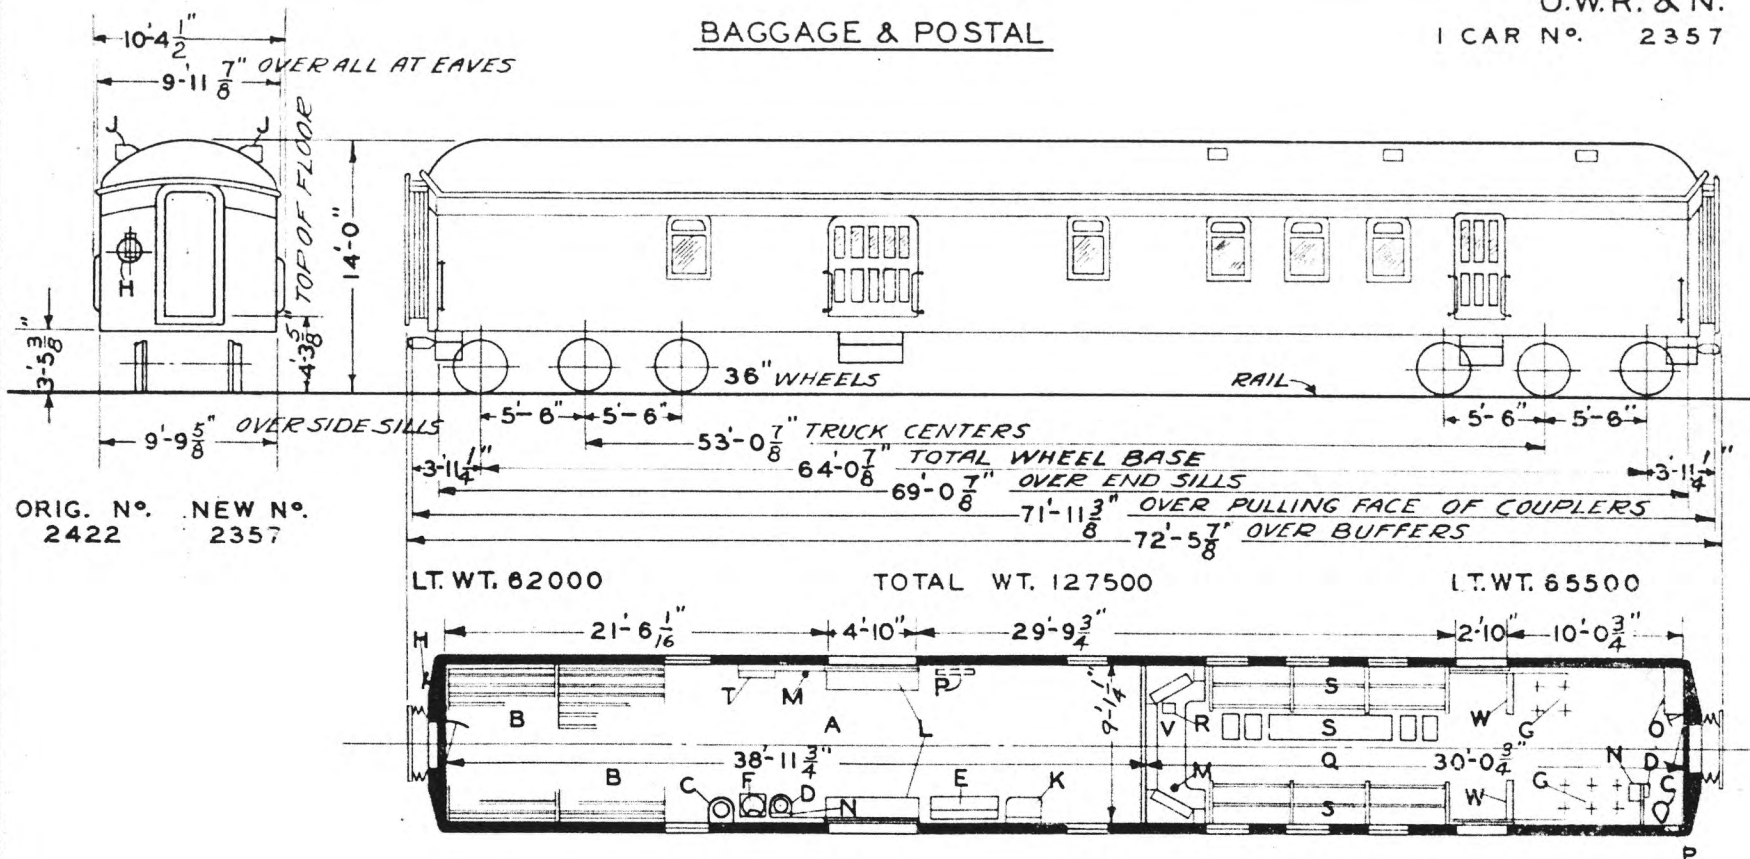 BAGGAGE & POSTAL
O.W.R. & N.
1 CAR Nº. 2357
10'-4 1/2"
9'-11 7/8" OVERALL AT EAVES
J J
TOP OF FLOOR
14'-0"
H
3'-5 3/8"
4'-3 5/8"
36" WHEELS
RAIL
5'-6" 5'-6"
5'-6" 5'-6"
9'-9 5/8" OVER SIDE SILLS
53'-0 7/8" TRUCK CENTERS
3'-11 1/4"
64'-0 7/8" TOTAL WHEEL BASE
3'-11 1/4"
69'-0 7/8" OVER END SILLS
71'-11 3/8" OVER PULLING FACE OF COUPLERS
72'-5 7/8" OVER BUFFERS
ORIG. Nº. NEW Nº.
2422 2357
LT. WT. 62000 TOTAL WT. 127500 LT. WT. 65500
21'-6 1/16" 4'-10" 29'-9 3/4" 2'-10" 10'-0 3/4"
H
T M P
9'-1 1/4"
S
B A L V R S W G O
38'-11 3/4" Q 30'-0 3/4"
B C F D N E K M S W G N D C
P